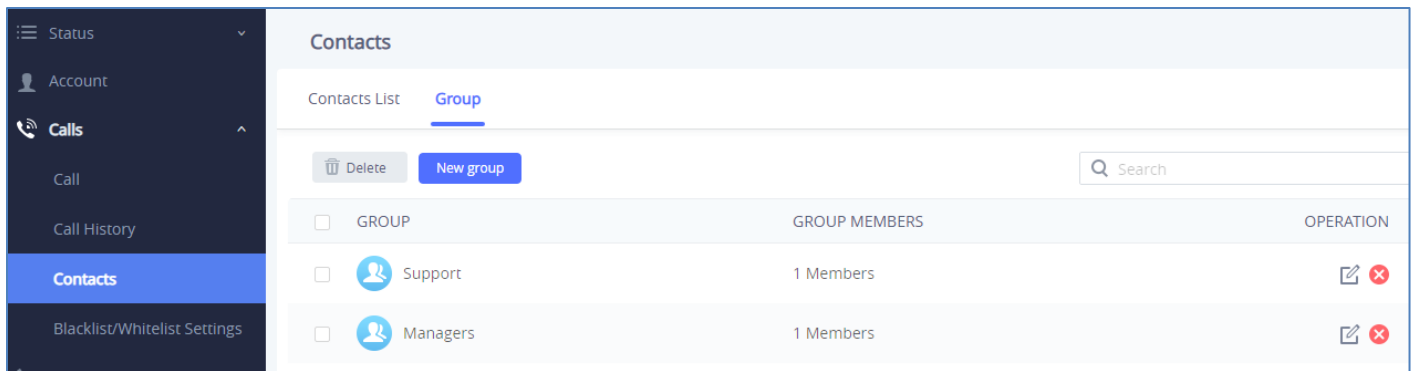 Status
Account
Calls
Call
Call History
Contacts
Blacklist/Whitelist Settings
Contacts
Contacts List Group
Delete New group Search
GROUP GROUP MEMBERS OPERATION
Support 1 Members
Managers 1 Members